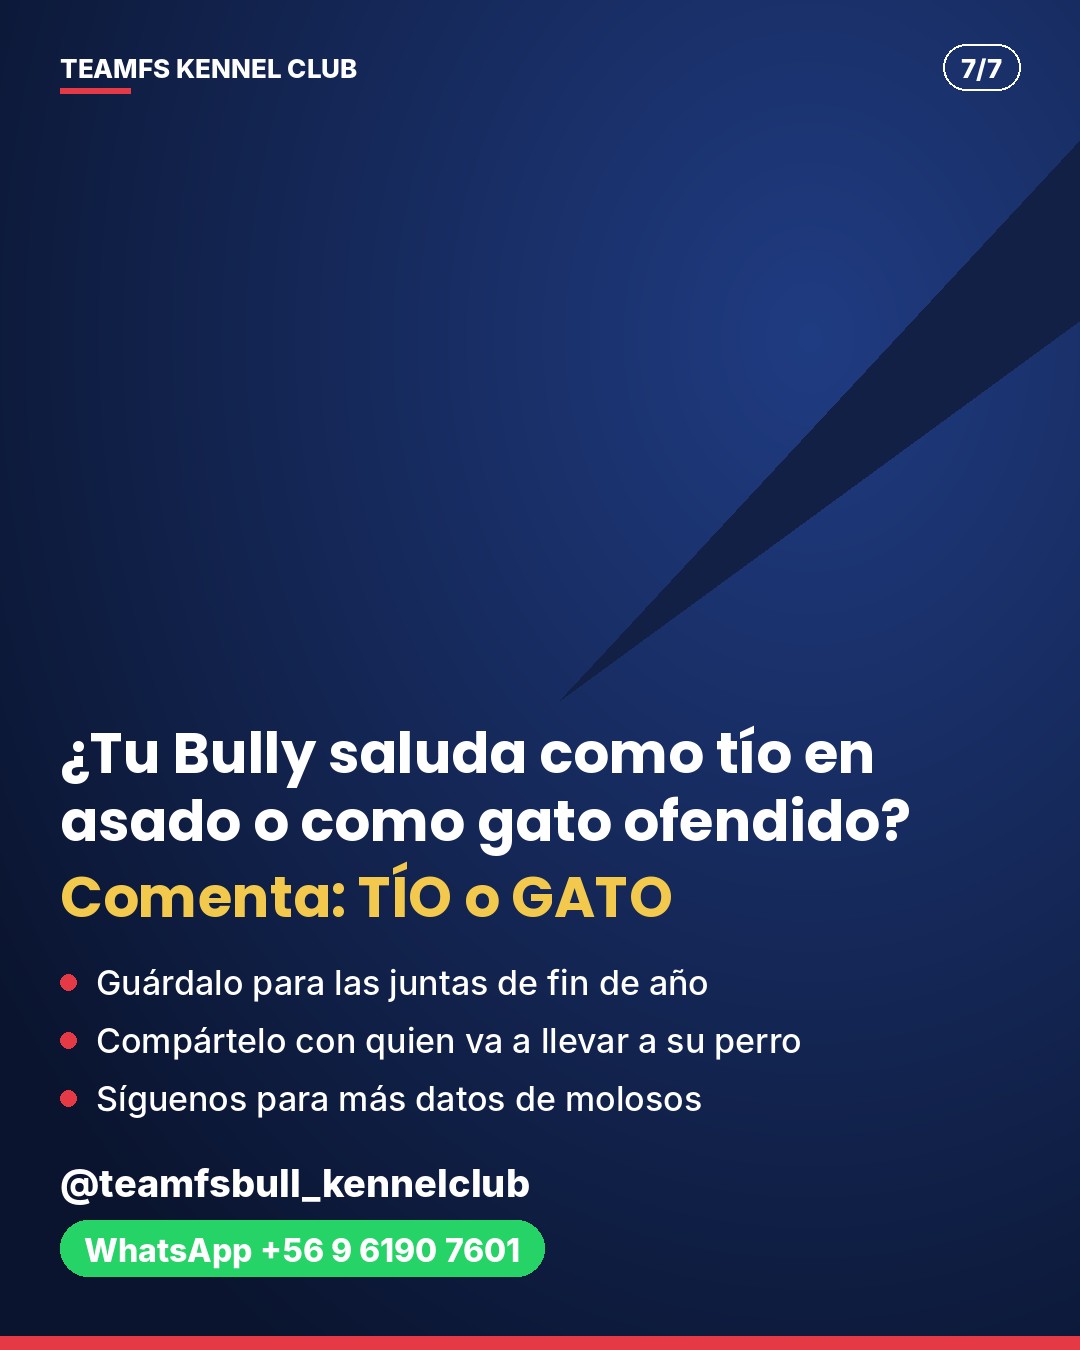 TEAMFS KENNEL CLUB
7/7
¿Tu Bully saluda como tío en
asado o como gato ofendido?
Comenta: TÍO o GATO
Guárdalo para las juntas de fin de año
Compártelo con quien va a llevar a su perro
Síguenos para más datos de molosos
@teamfsbull_kennelclub
WhatsApp +56 9 6190 7601